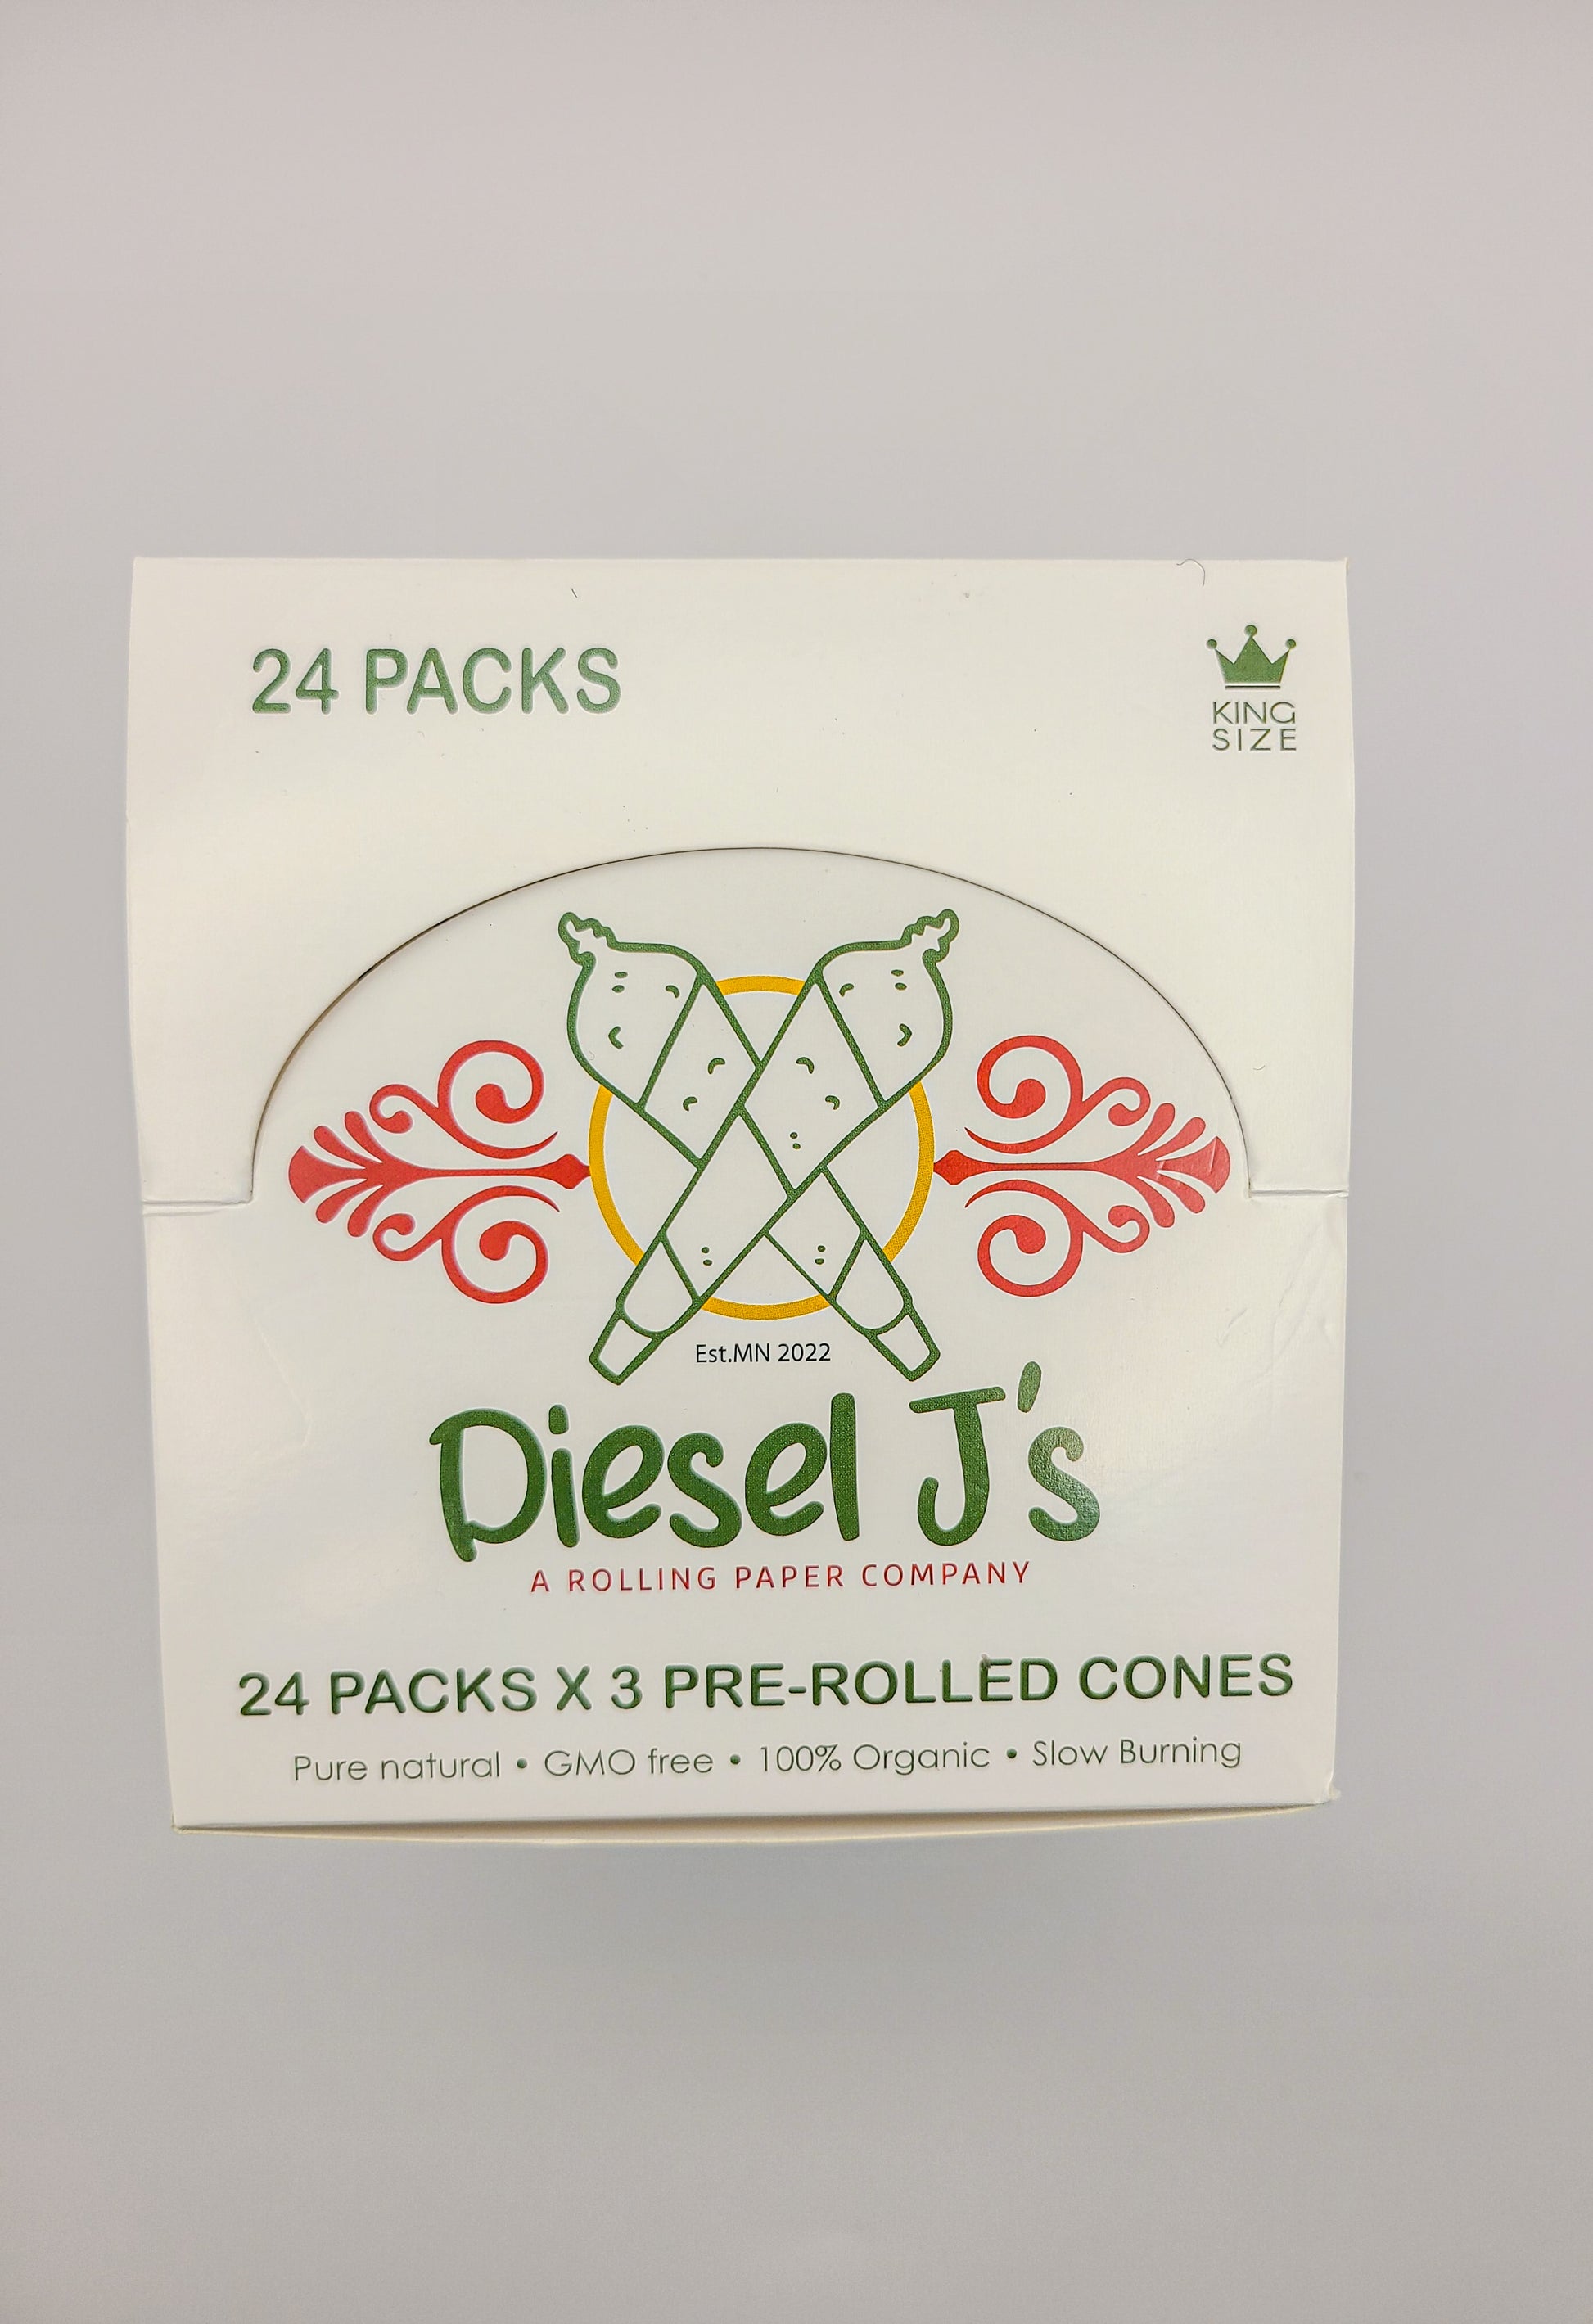 24 PACKS
KING
SIZE
Est.MN 2022
Diesel J's
A ROLLING PAPER COMPANY
24 PACKS X 3 PRE-ROLLED CONES
Pure natural • GMO free • 100% Organic • Slow Burning